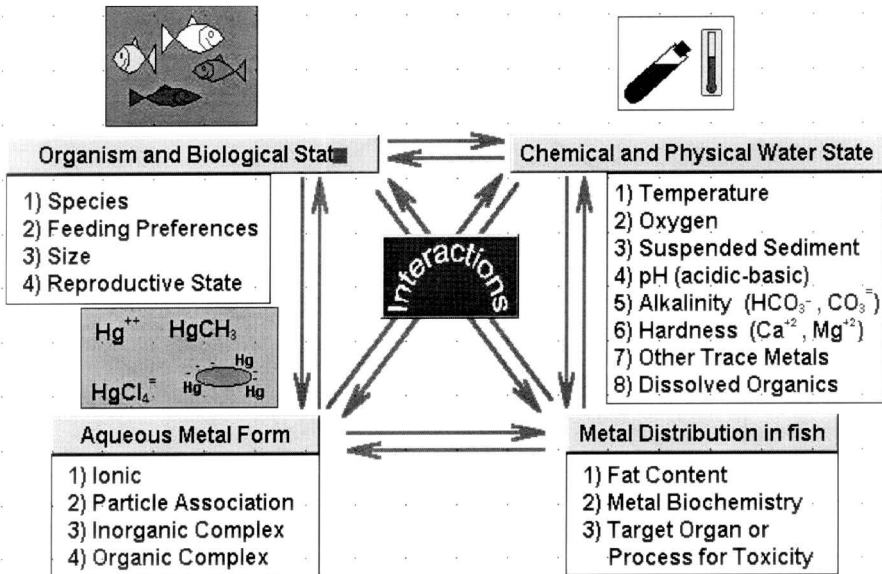 Organism and Biological Stat
1) Species
2) Feeding Preferences
3) Size
4) Reproductive State
Chemical and Physical Water State
1) Temperature
2) Oxygen
3) Suspended Sediment
4) pH (acidic-basic)
5) Alkalinity (HCO₃⁻, CO₃⁼)
6) Hardness (Ca⁺², Mg⁺²)
7) Other Trace Metals
8) Dissolved Organics
Interactions
Hg⁺⁺ HgCH₃
HgCl₄⁼
Hg
Hg
Hg
Aqueous Metal Form
1) Ionic
2) Particle Association
3) Inorganic Complex
4) Organic Complex
Metal Distribution in fish
1) Fat Content
2) Metal Biochemistry
3) Target Organ or
Process for Toxicity